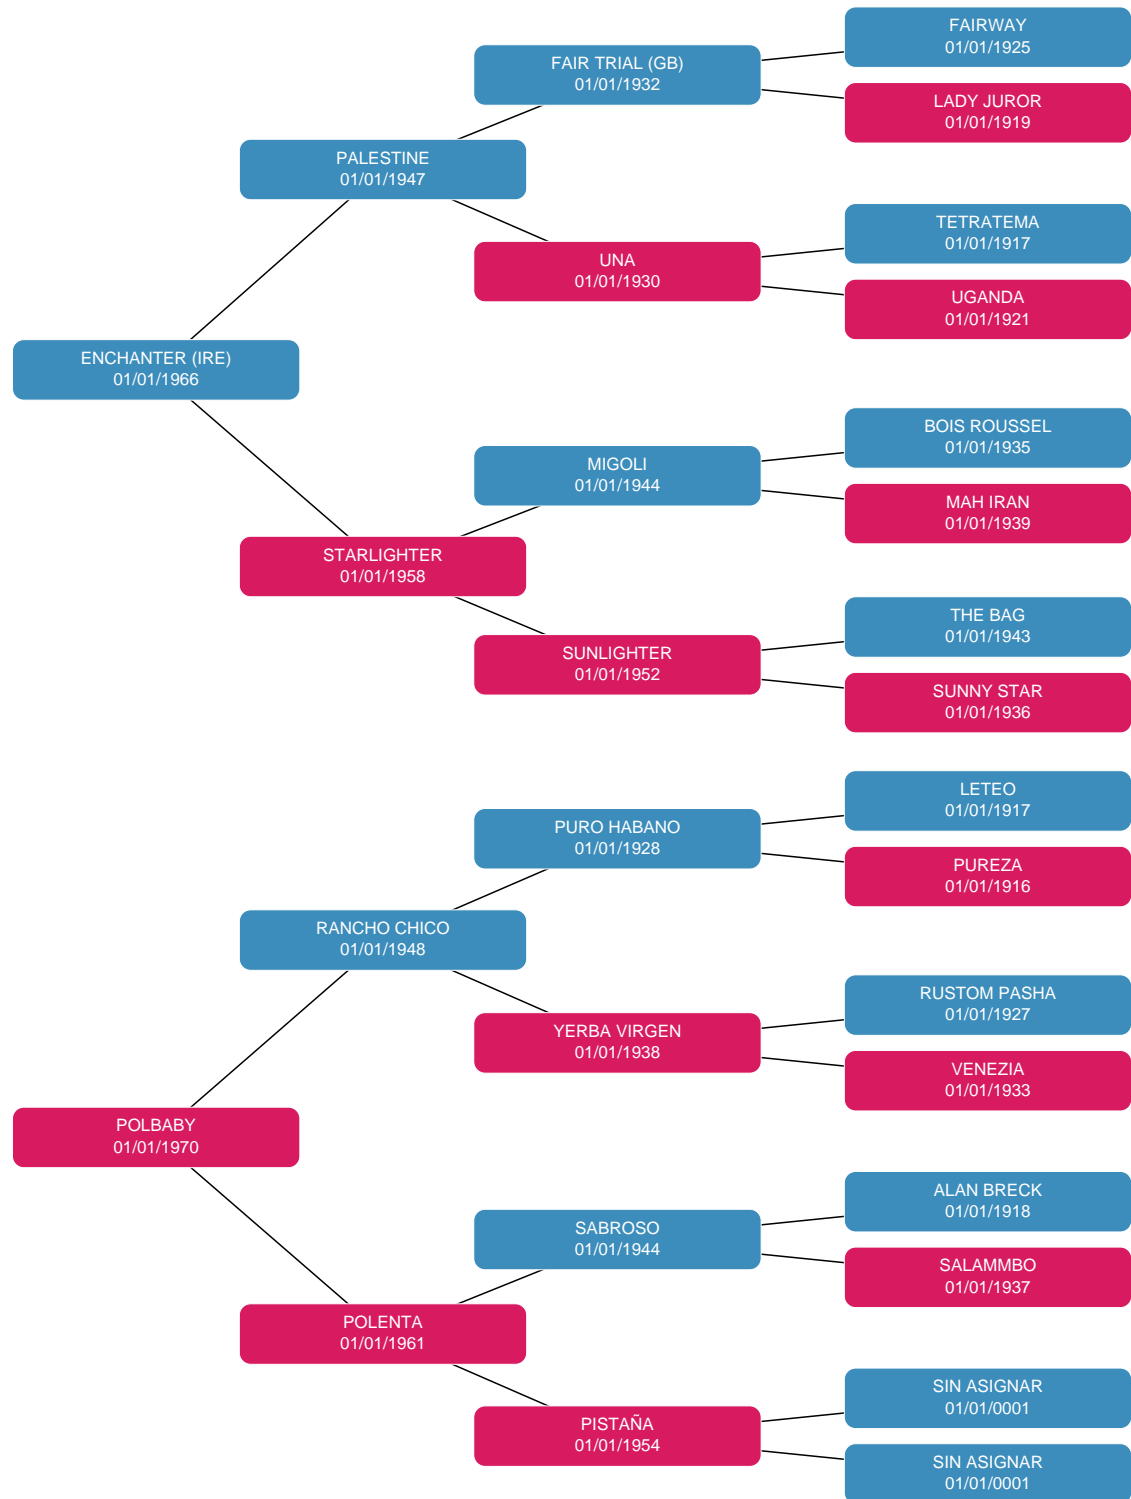 FAIRWAY
01/01/1925
FAIR TRIAL (GB)
01/01/1932
LADY JUROR
01/01/1919
PALESTINE
01/01/1947
TETRATEMA
01/01/1917
UNA
01/01/1930
UGANDA
01/01/1921
ENCHANTER (IRE)
01/01/1966
BOIS ROUSSEL
01/01/1935
MIGOLI
01/01/1944
MAH IRAN
01/01/1939
STARLIGHTER
01/01/1958
THE BAG
01/01/1943
SUNLIGHTER
01/01/1952
SUNNY STAR
01/01/1936
LETEO
01/01/1917
PURO HABANO
01/01/1928
PUREZA
01/01/1916
RANCHO CHICO
01/01/1948
RUSTOM PASHA
01/01/1927
YERBA VIRGEN
01/01/1938
VENEZIA
01/01/1933
POLBABY
01/01/1970
ALAN BRECK
01/01/1918
SABROSO
01/01/1944
SALAMMBO
01/01/1937
POLENTA
01/01/1961
SIN ASIGNAR
01/01/0001
PISTAÑA
01/01/1954
SIN ASIGNAR
01/01/0001